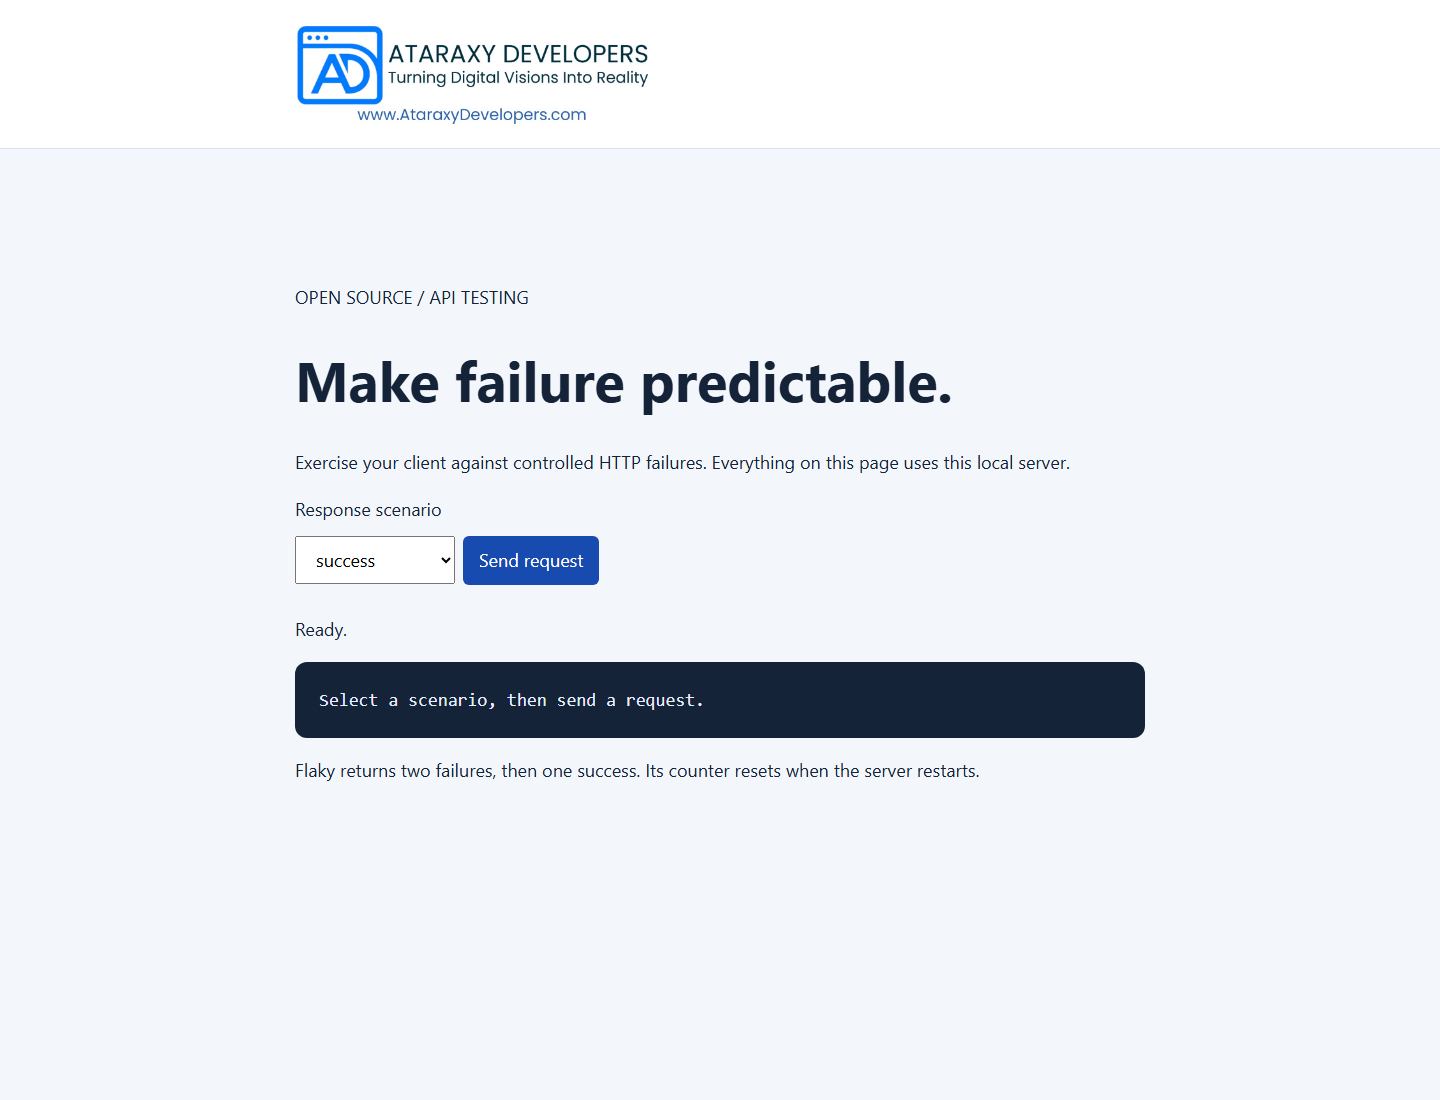 AD
ATARAXY DEVELOPERS
Turning Digital Visions Into Reality
www.AtaraxyDevelopers.com
OPEN SOURCE / API TESTING
Make failure predictable.
Exercise your client against controlled HTTP failures. Everything on this page uses this local server.
Response scenario
success
Send request
Ready.
Select a scenario, then send a request.
Flaky returns two failures, then one success. Its counter resets when the server restarts.